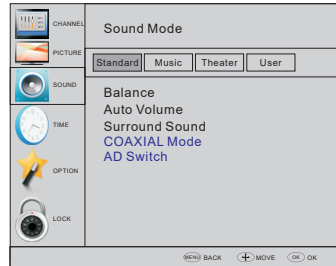 CHANNEL
PICTURE
SOUND
TIME
OPTION
LOCK
Sound Mode
Standard Music Theater User
Balance
Auto Volume
Surround Sound
COAXIAL Mode
AD Switch
MENU BACK MOVE OK OK